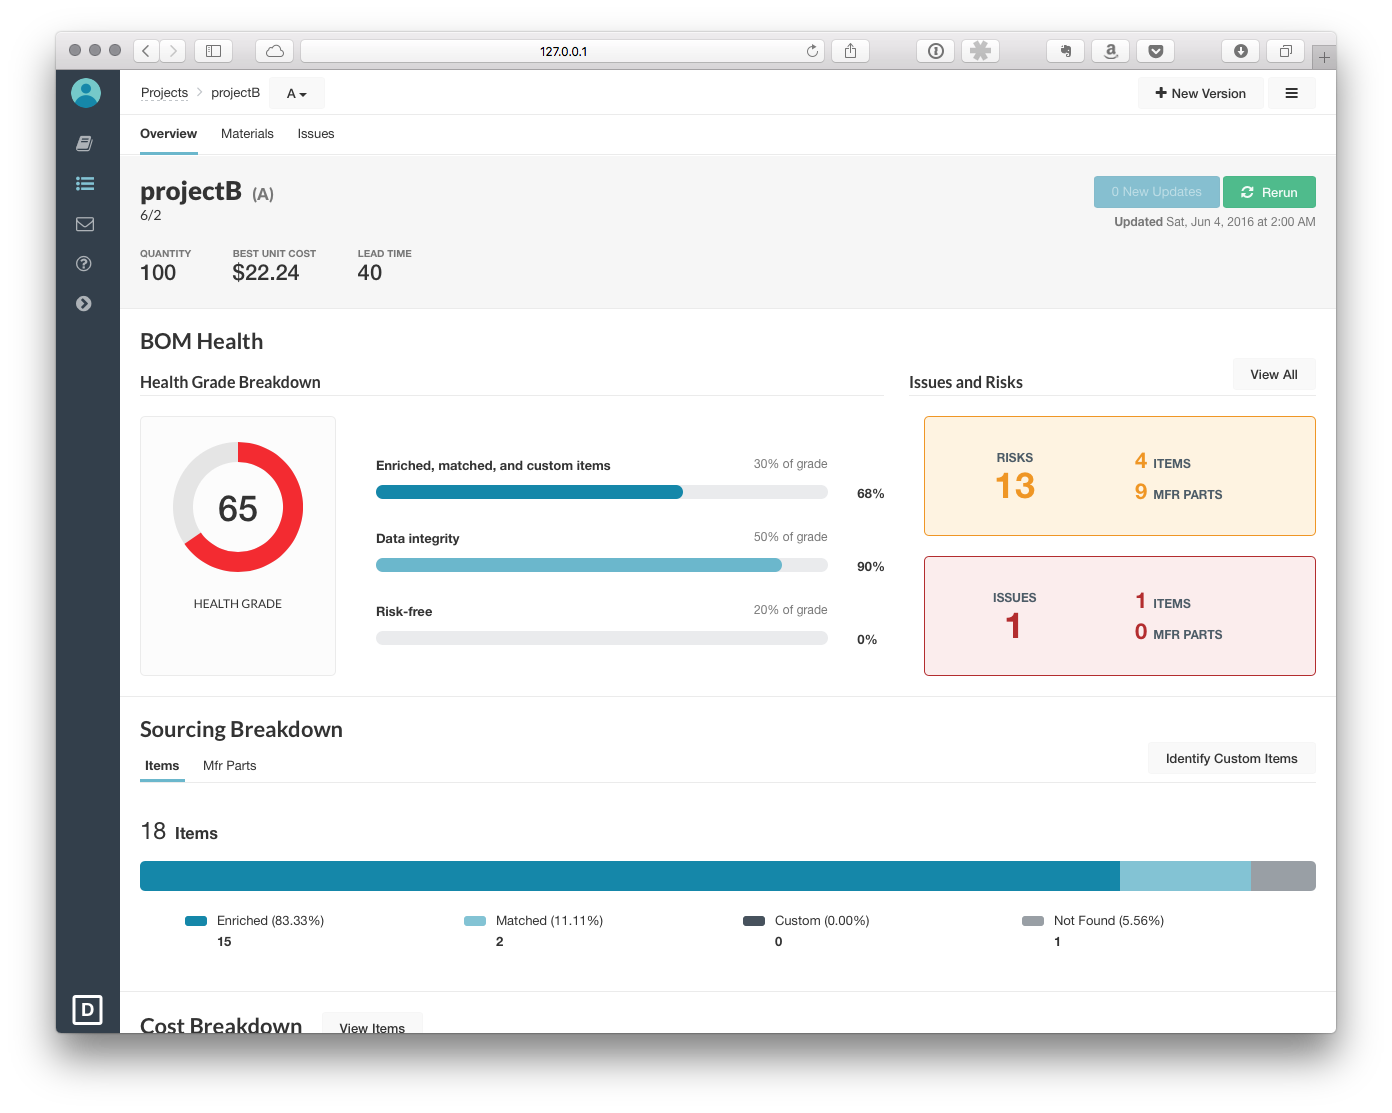 127.0.0.1
Projects projectB A
New Version
Overview Materials Issues
projectB (A)
6/2
0 New Updates Rerun
Updated Sat, Jun 4, 2016 at 2:00 AM
QUANTITY BEST UNIT COST LEAD TIME
100 $22.24 40
BOM Health
Health Grade Breakdown
65
HEALTH GRADE
Enriched, matched, and custom items 30% of grade
68%
Data integrity 50% of grade
90%
Risk-free 20% of grade
0%
Issues and Risks View All
RISKS
13
4 ITEMS
9 MFR PARTS
ISSUES
1
1 ITEMS
0 MFR PARTS
Sourcing Breakdown
Items Mfr Parts
Identify Custom Items
18 Items
Enriched (83.33%) Matched (11.11%) Custom (0.00%) Not Found (5.56%)
15 2 0 1
Cost Breakdown View Items
D